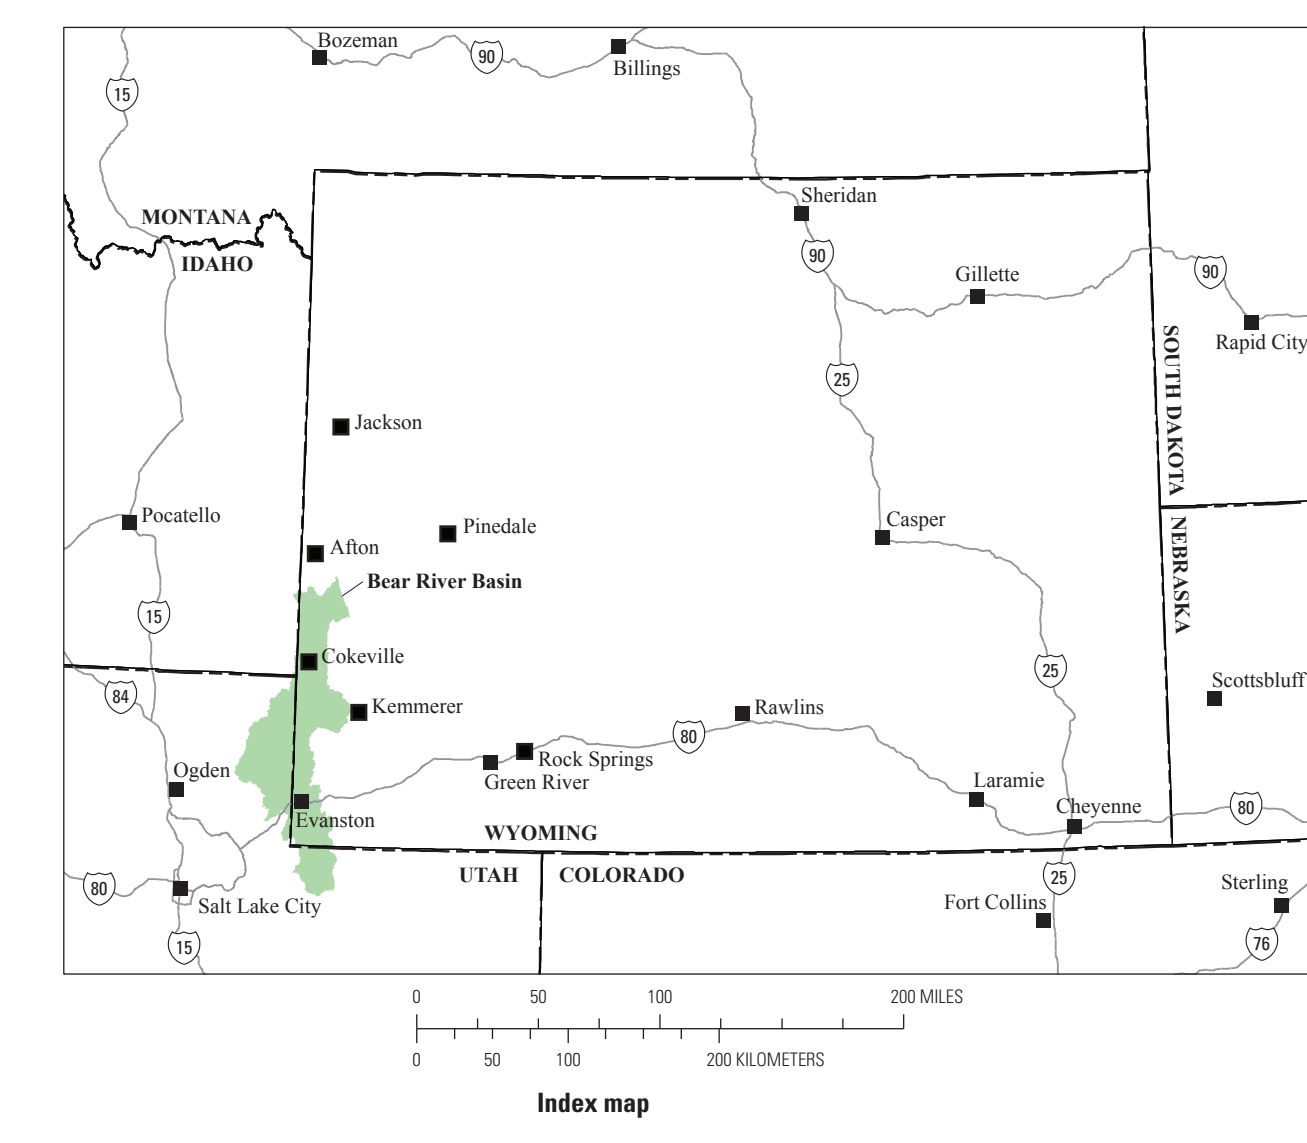 Bozeman
90
Billings
15
Sheridan
MONTANA
IDAHO
90
Gillette
90
Rapid City
SOUTH DAKOTA
25
Jackson
Pocatello
Pinedale
Casper
Afton
NEBRASKA
Bear River Basin
15
Cokeville
25
84
Scottsbluff
Kemmerer
Rawlins
80
Ogden
Rock Springs
Green River
Laramie
Cheyenne
80
Evanston
WYOMING
UTAH
COLORADO
25
80
Sterling
Salt Lake City
Fort Collins
15
76
0 50 100 200 MILES
0 50 100 200 KILOMETERS
Index map